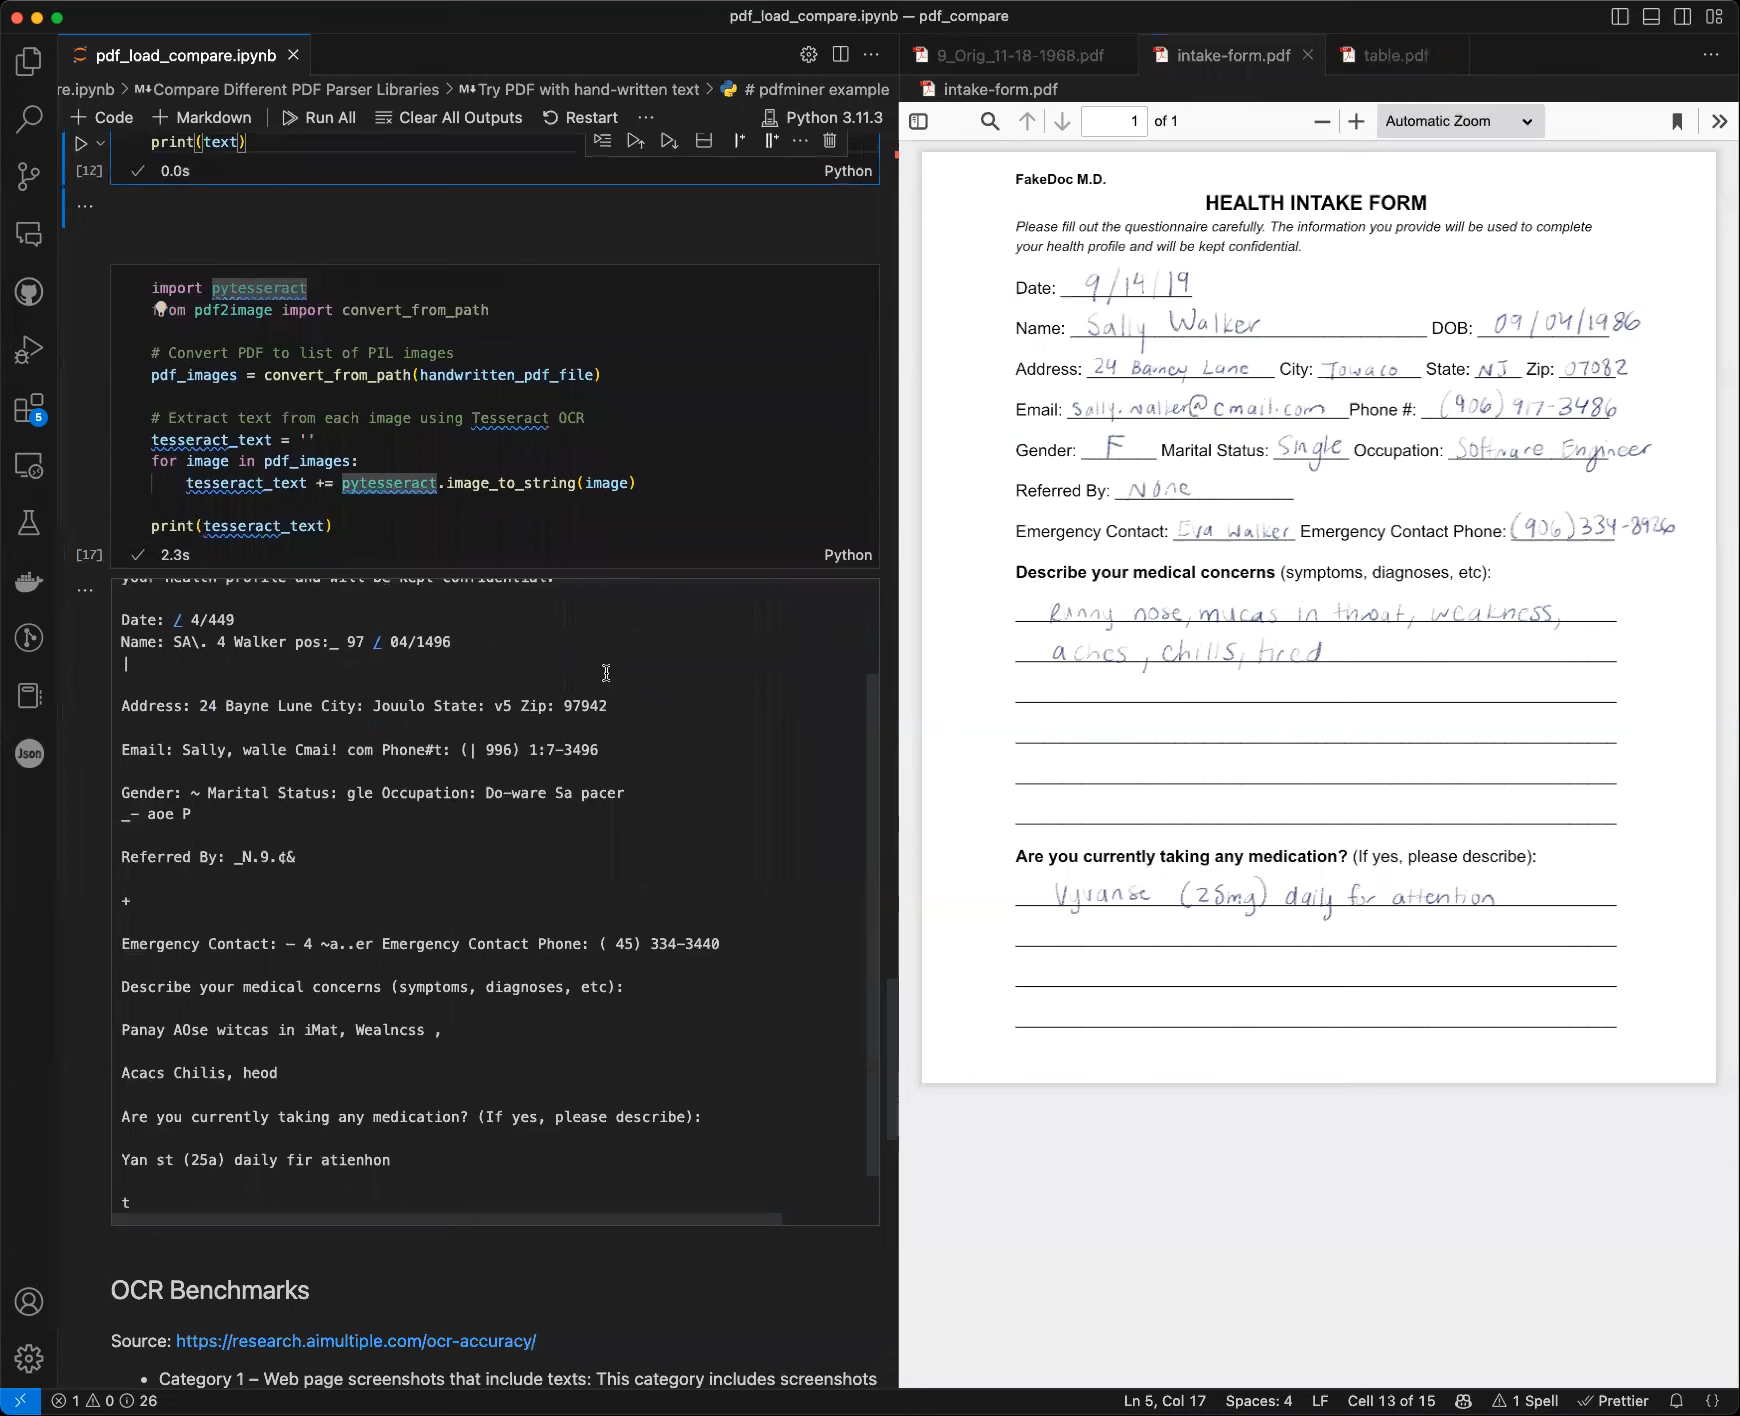 pdf_load_compare.ipynb — pdf_compare
pdf_load_compare.ipynb
re.ipynb > M↓Compare Different PDF Parser Libraries > M↓Try PDF with hand-written text > # pdfminer example
+ Code + Markdown Run All Clear All Outputs Restart ... Python 3.11.3
print(text)
[12] 0.0s Python
...
import pytesseract
from pdf2image import convert_from_path
# Convert PDF to list of PIL images
pdf_images = convert_from_path(handwritten_pdf_file)
# Extract text from each image using Tesseract OCR
tesseract_text = ''
for image in pdf_images:
tesseract_text += pytesseract.image_to_string(image)
print(tesseract_text)
[17] 2.3s Python
...
your health profile and will be kept confidential.
Date: / 4/449
Name: SA\. 4 Walker pos:_ 97 / 04/1496
|
Address: 24 Bayne Lune City: Jouulo State: v5 Zip: 97942
Email: Sally, walle Cmai! com Phone#t: (| 996) 1:7-3496
Gender: ~ Marital Status: gle Occupation: Do-ware Sa pacer
_- aoe P
Referred By: _N.9.¢&
+
Emergency Contact: — 4 ~a..er Emergency Contact Phone: ( 45) 334-3440
Describe your medical concerns (symptoms, diagnoses, etc):
Panay AOse witcas in iMat, Wealncss ,
Acacs Chilis, heod
Are you currently taking any medication? (If yes, please describe):
Yan st (25a) daily fir atienhon
t
OCR Benchmarks
Source: https://research.aimultiple.com/ocr-accuracy/
• Category 1 – Web page screenshots that include texts: This category includes screenshots
5
Json
9_Orig_11-18-1968.pdf intake-form.pdf table.pdf ...
intake-form.pdf
1 of 1 Automatic Zoom
FakeDoc M.D.
HEALTH INTAKE FORM
Please fill out the questionnaire carefully. The information you provide will be used to complete
your health profile and will be kept confidential.
Date: 9/14/19
Name: Sally Walker DOB: 09/04/1986
Address: 24 Barney Lane City: Towaco State: NJ Zip: 07082
Email: Sally.walker@cmail.com Phone #: (906) 917-3486
Gender: F Marital Status: Single Occupation: Software Engineer
Referred By: None
Emergency Contact: Eva Walker Emergency Contact Phone: (906) 334-8926
Describe your medical concerns (symptoms, diagnoses, etc):
Runny nose, mucas in throat, weakness,
aches, chills, tired
Are you currently taking any medication? (If yes, please describe):
Vyvanse (25mg) daily for attention
1 0 26 Ln 5, Col 17 Spaces: 4 LF Cell 13 of 15 1 Spell Prettier {}